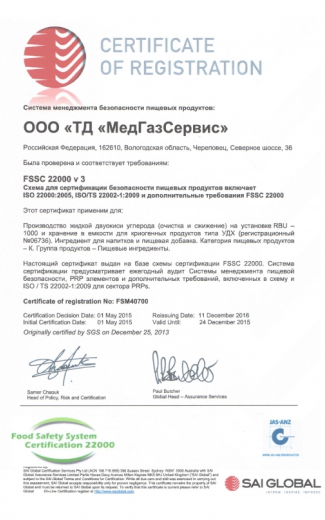 CERTIFICATE
OF REGISTRATION
Система менеджмента безопасности пищевых продуктов:
ООО «ТД «МедГазСервис»
Российская Федерация, 162610, Вологодская область, Череповец, Северное шоссе, 36
Была проверена и соответствует требованиям:
FSSC 22000 v 3
Схема для сертификации безопасности пищевых продуктов включает
ISO 22000:2005, ISO/TS 22002-1:2009 и дополнительные требования FSSC 22000
Этот сертификат применим для:
Производство жидкой двуокиси углерода (очистка и сжижение) на установке RBU –
1000 и хранение в емкости для криогенных продуктов типа УДХ (регистрационный
№06736). Ингредиент для напитков и пищевая добавка. Категория пищевых продуктов
– K. Группа продуктов – Пищевые ингредиенты.
Настоящий сертификат выдан на базе схемы сертификации FSSC 22000. Система
сертификации предусматривает ежегодный аудит Системы менеджмента пищевой
безопасности, PRP элементов и дополнительных требований, включенных в схему и
ISO / TS 22002-1:2009 для сектора PRPs.
Certificate of registration No: FSM40700
Certification Decision Date: 01 May 2015 Reissuing Date: 11 December 2016
Initial Certification Date: 01 May 2015 Valid Until: 24 December 2015
Originally certified by SGS on December 25, 2013
Samer Chaouk Paul Butcher
Head of Policy, Risk and Certification Global Head – Assurance Services
JAS-ANZ
Food Safety System
Certification 22000
SAI GLOBAL